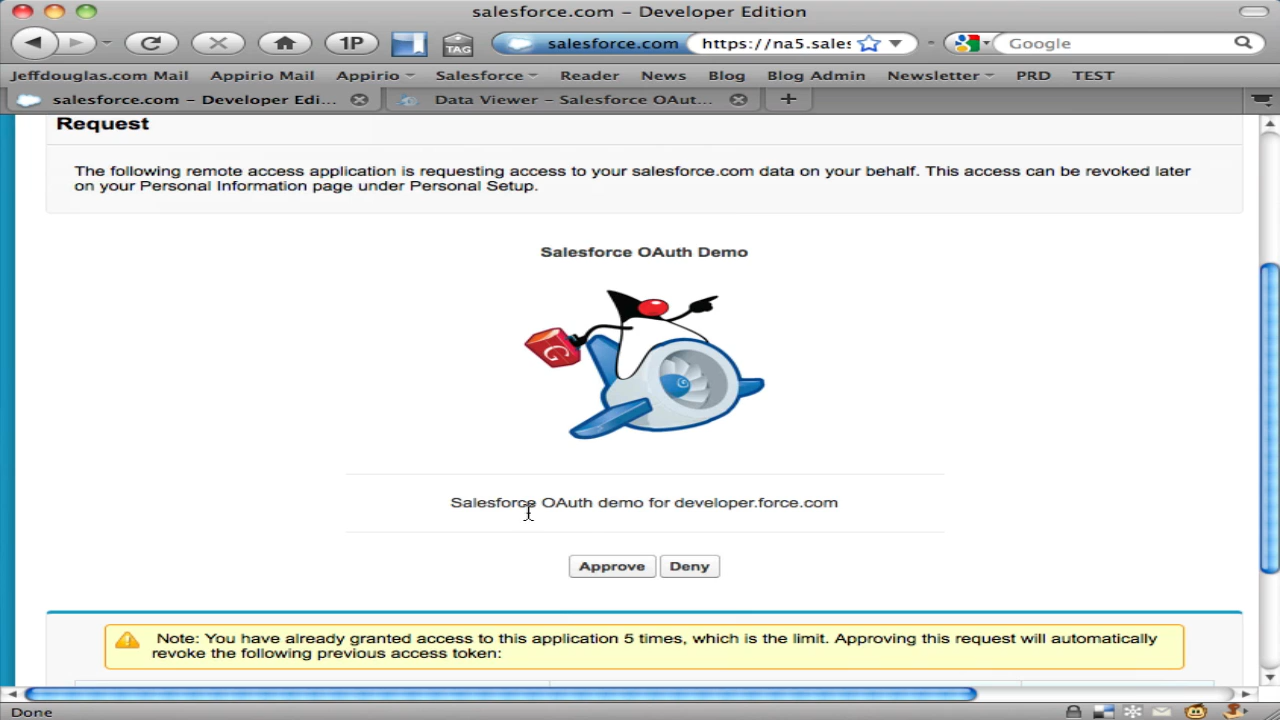 salesforce.com – Developer Edition
1P
TAG
salesforce.com
https://na5.sales
Google
Jeffdouglas.com Mail
Appirio Mail
Appirio
Salesforce
Reader
News
Blog
Blog Admin
Newsletter
PRD
TEST
salesforce.com – Developer Edi...
Data Viewer – Salesforce OAut...
Request
The following remote access application is requesting access to your salesforce.com data on your behalf. This access can be revoked later
on your Personal Information page under Personal Setup.
Salesforce OAuth Demo
G
Salesforce OAuth demo for developer.force.com
Approve
Deny
Note: You have already granted access to this application 5 times, which is the limit. Approving this request will automatically
revoke the following previous access token:
Done